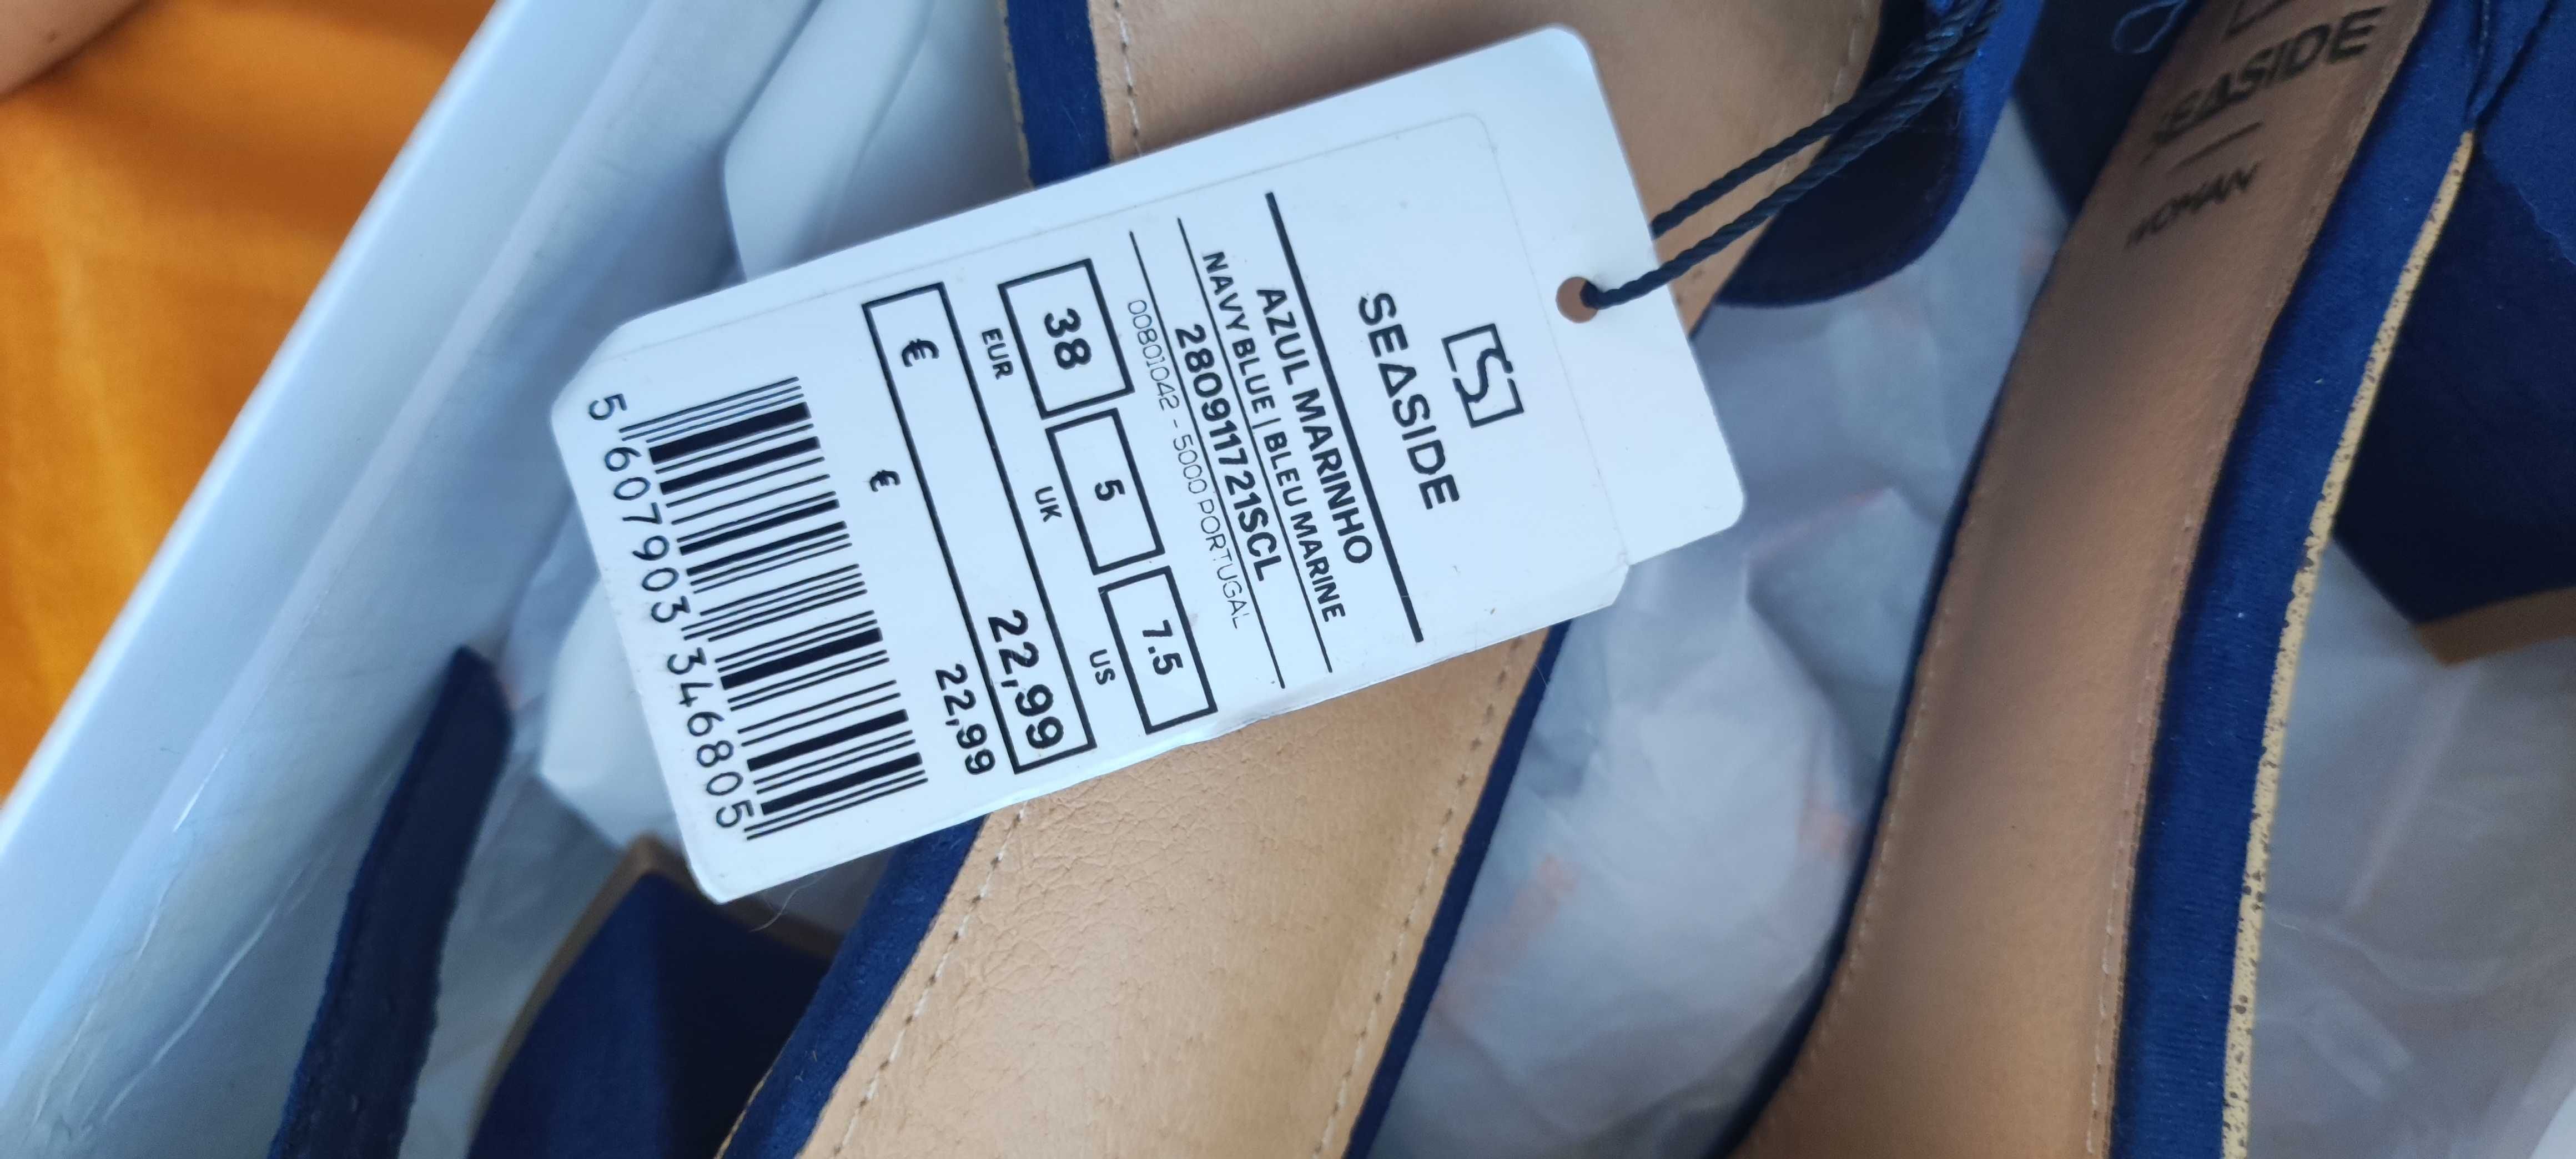 SEASIDE
AZUL MARINHO
NAVY BLUE | BLEU MARINE
280911721SCL
00801042 - 5000 PORTUGAL
38 5 7.5
EUR UK US
€ 22,99
€ 22,99
5 607903 346805
SEASIDE
WOMAN